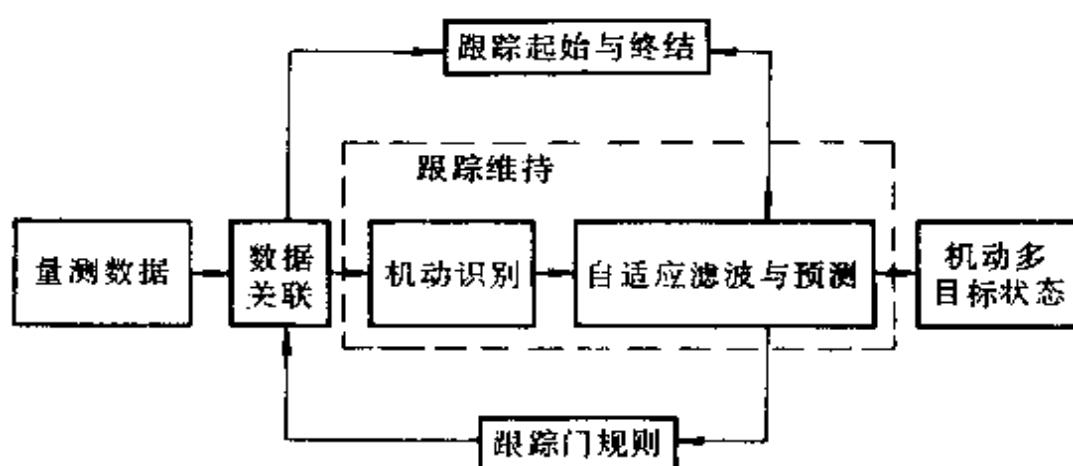 跟踪起始与终结
跟踪维持
量测数据
数据
关联
机动识别
自适应滤波与预测
机动多
目标状态
跟踪门规则